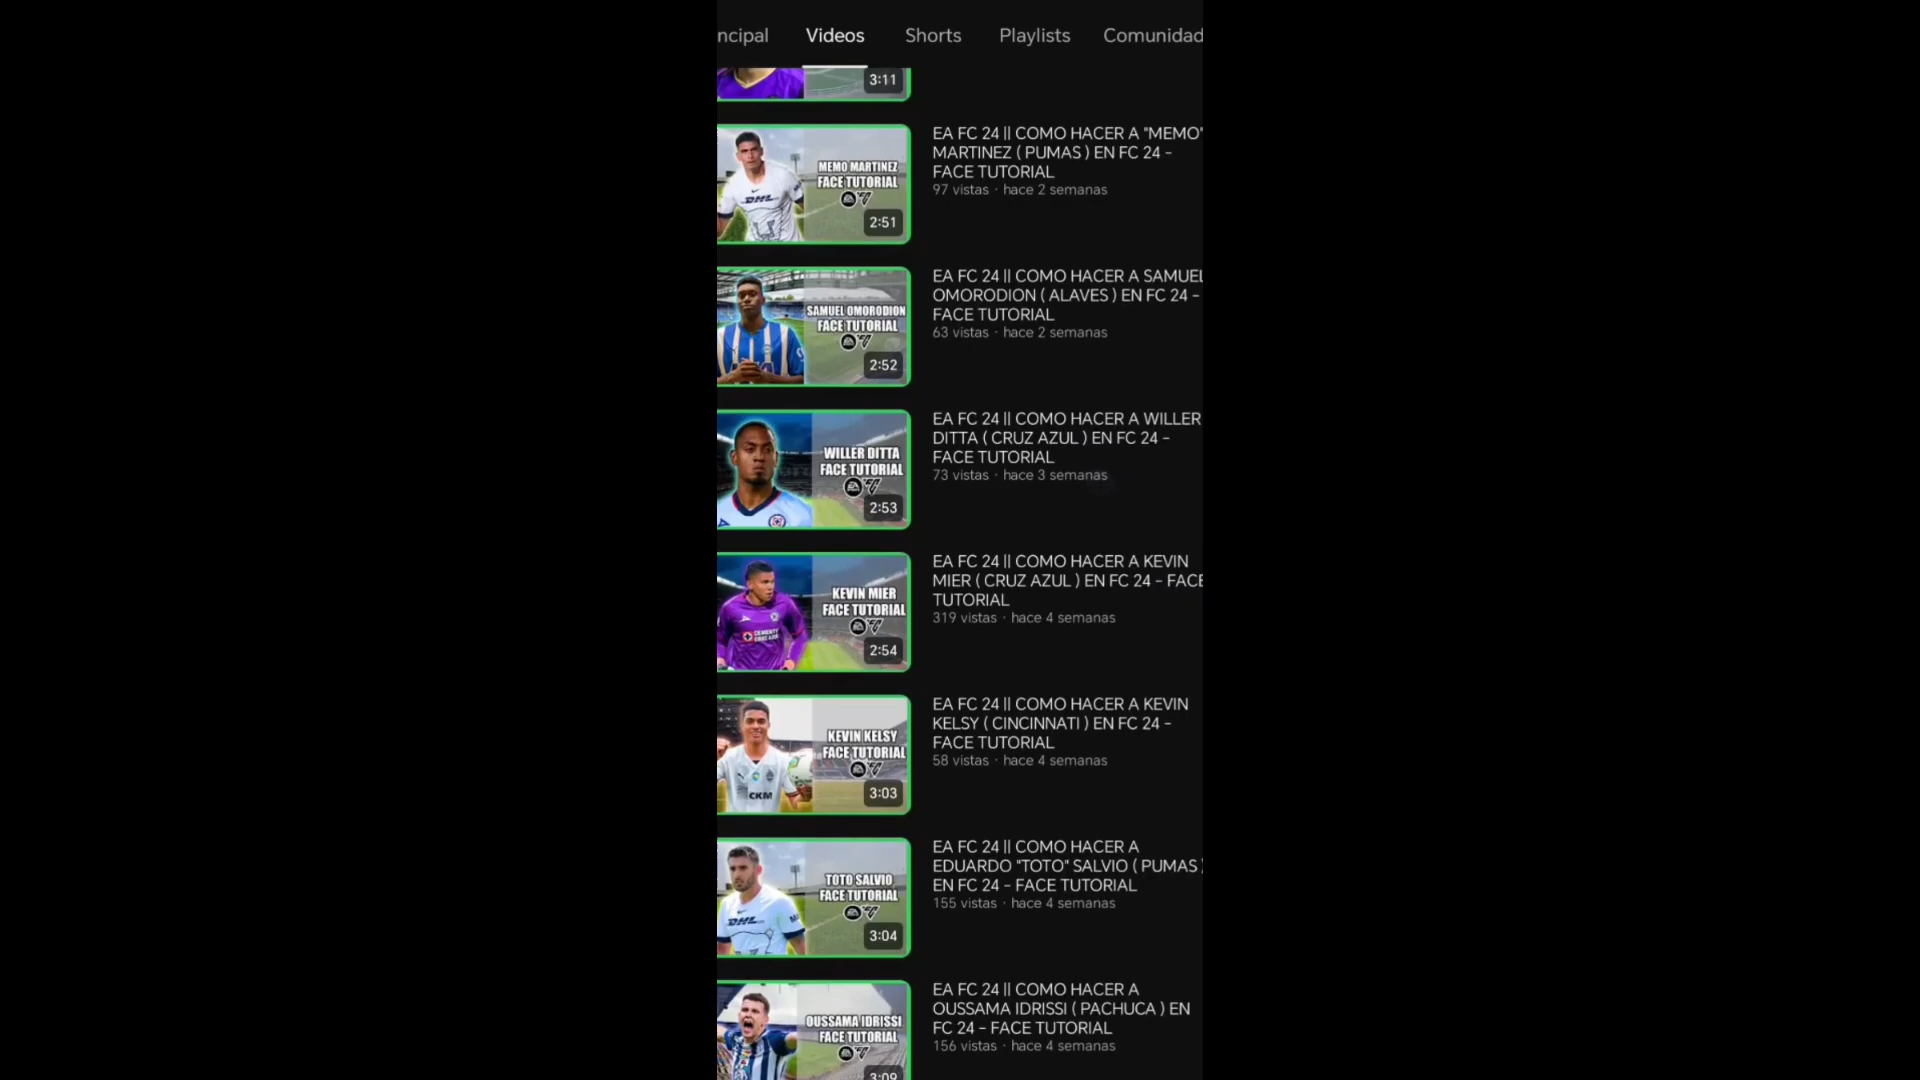 ncipal Videos Shorts Playlists Comunidad
3:11
MEMO MARTINEZ
FACE TUTORIAL
DHL
2:51
EA FC 24 || COMO HACER A "MEMO"
MARTINEZ ( PUMAS ) EN FC 24 -
FACE TUTORIAL
97 vistas · hace 2 semanas
SAMUEL OMORODION
FACE TUTORIAL
2:52
EA FC 24 || COMO HACER A SAMUEL
OMORODION ( ALAVES ) EN FC 24 -
FACE TUTORIAL
63 vistas · hace 2 semanas
WILLER DITTA
FACE TUTORIAL
2:53
EA FC 24 || COMO HACER A WILLER
DITTA ( CRUZ AZUL ) EN FC 24 -
FACE TUTORIAL
73 vistas · hace 3 semanas
KEVIN MIER
FACE TUTORIAL
2:54
EA FC 24 || COMO HACER A KEVIN
MIER ( CRUZ AZUL ) EN FC 24 - FACE
TUTORIAL
319 vistas · hace 4 semanas
KEVIN KELSY
FACE TUTORIAL
CKM
3:03
EA FC 24 || COMO HACER A KEVIN
KELSY ( CINCINNATI ) EN FC 24 -
FACE TUTORIAL
58 vistas · hace 4 semanas
TOTO SALVIO
FACE TUTORIAL
DHL
3:04
EA FC 24 || COMO HACER A
EDUARDO "TOTO" SALVIO ( PUMAS )
EN FC 24 - FACE TUTORIAL
155 vistas · hace 4 semanas
OUSSAMA IDRISSI
FACE TUTORIAL
3:09
EA FC 24 || COMO HACER A
OUSSAMA IDRISSI ( PACHUCA ) EN
FC 24 - FACE TUTORIAL
156 vistas · hace 4 semanas